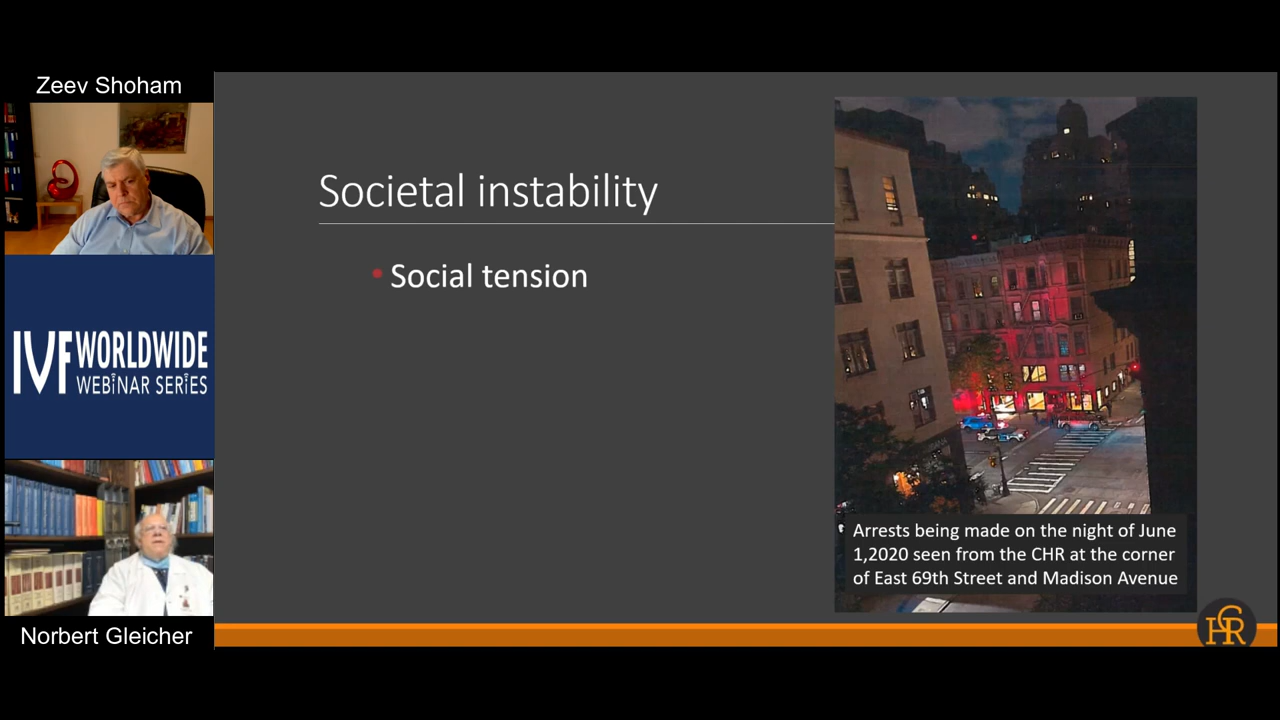 Zeev Shoham
IVF WORLDWIDE
WEBINAR SERIES
Norbert Gleicher
Societal instability
• Social tension
Arrests being made on the night of June
1,2020 seen from the CHR at the corner
of East 69th Street and Madison Avenue
CHR